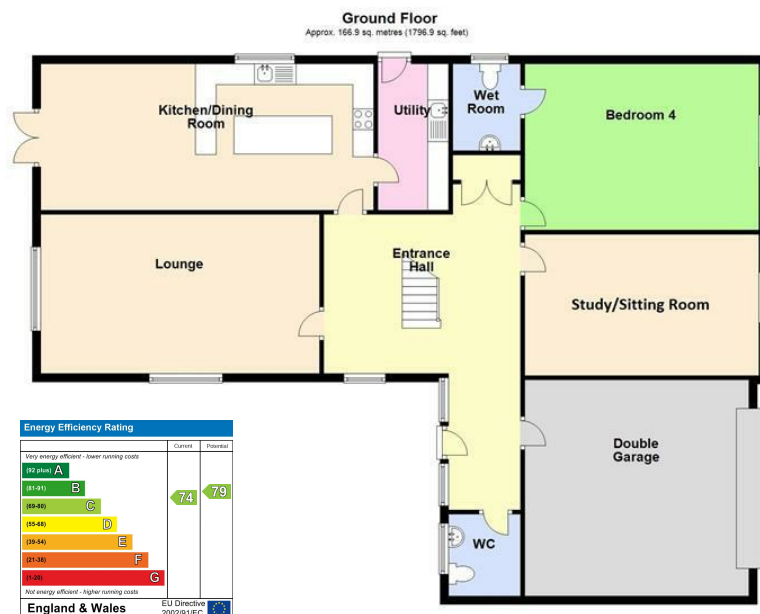 Ground Floor
Approx. 166.9 sq. metres (1796.9 sq. feet)
Kitchen/Dining
Room
Utility
Wet
Room
Bedroom 4
Lounge
Entrance
Hall
Study/Sitting Room
Double
Garage
WC
Energy Efficiency Rating
Current
Potential
Very energy efficient - lower running costs
(92 plus) A
(81-91) B
(69-80) C
(55-68) D
(39-54) E
(21-38) F
(1-20) G
74
79
Not energy efficient - higher running costs
England & Wales
EU Directive
2002/91/EC